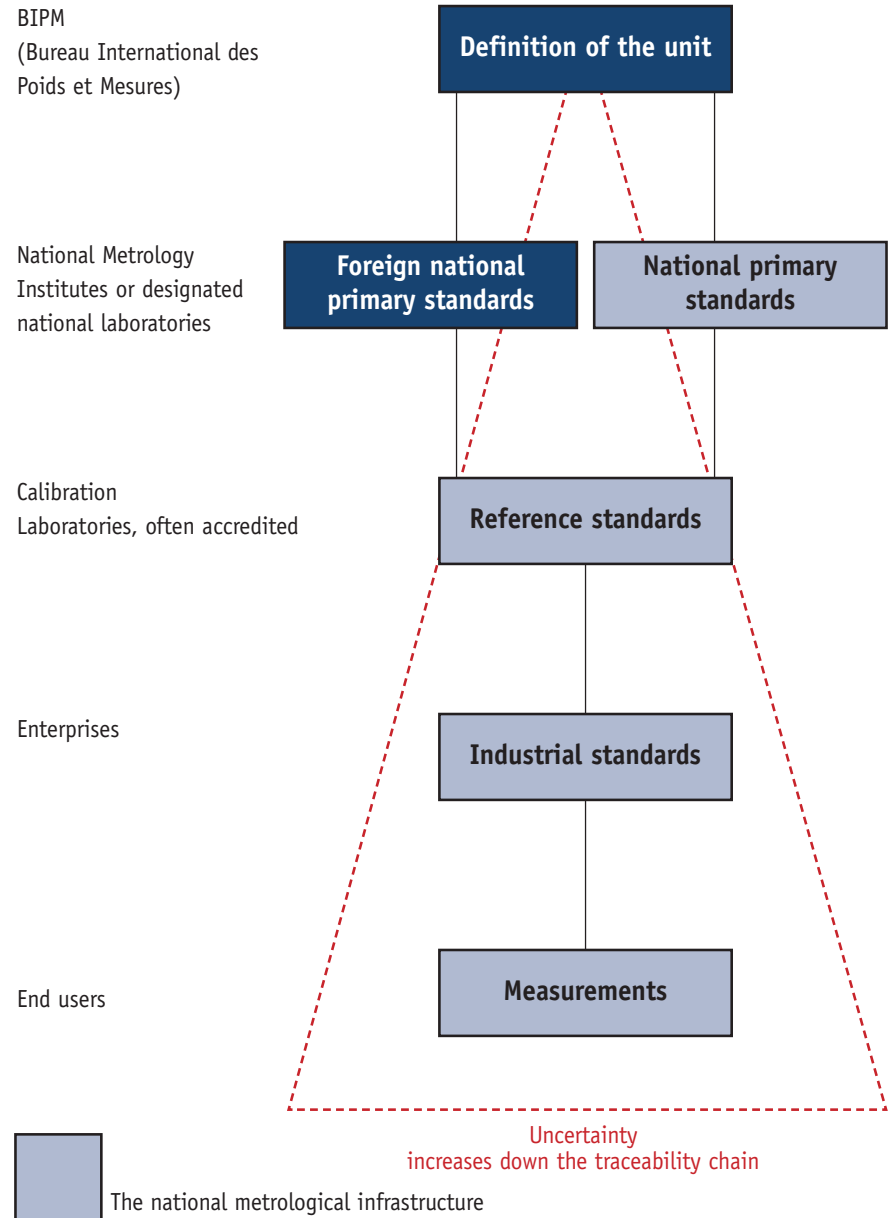 BIPM
(Bureau International des
Poids et Mesures)
Definition of the unit
National Metrology
Institutes or designated
national laboratories
Foreign national
primary standards
National primary
standards
Calibration
Laboratories, often accredited
Reference standards
Enterprises
Industrial standards
End users
Measurements
Uncertainty
increases down the traceability chain
The national metrological infrastructure